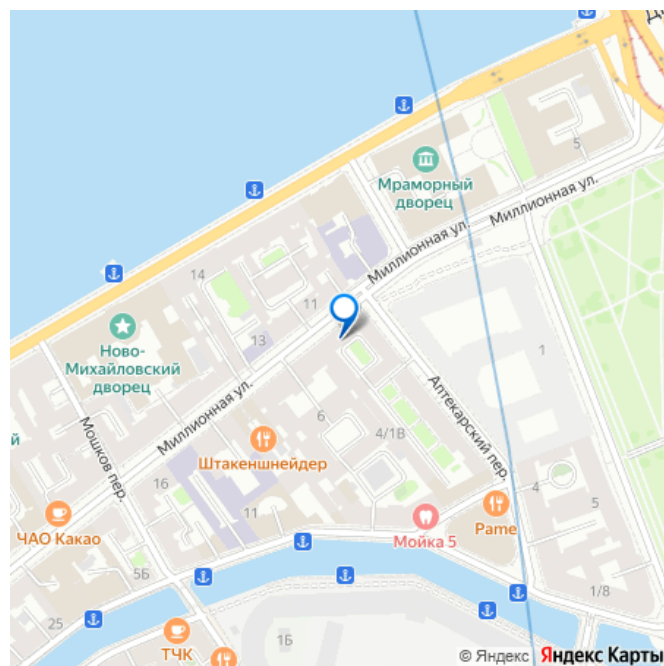 Мраморный
дворец
5
Миллионная ул.
Миллионная ул.
14
11
13
Ново-
Михайловский
дворец
й
1
Миллионная ул.
Аптекарский пер.
Мошков пер.
6
4/1В
Штакеншнейдер
16
11
ЧАО Какао
Мойка 5
Pame
4
5
5Б
25
ТЧК
1Б
1/8
© Яндекс Яндекс Карты